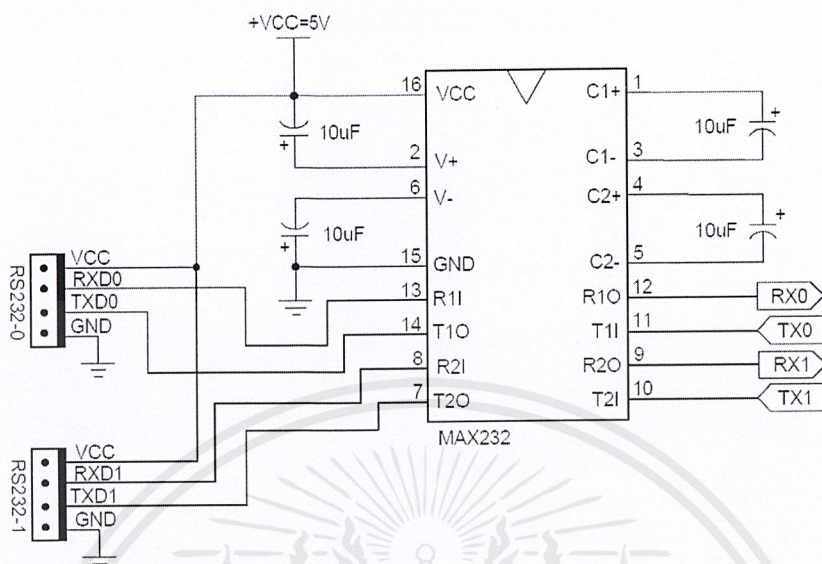 +VCC=5V
16
VCC
C1+
1
10uF
+
10uF
+
2
V+
C1-
3
6
V-
C2+
4
10uF
+
10uF
+
15
GND
C2-
5
RS232-0
VCC
RXD0
TXD0
GND
13
R1I
R1O
12
RX0
14
T1O
T1I
11
TX0
8
R2I
R2O
9
RX1
7
T2O
T2I
10
TX1
MAX232
RS232-1
VCC
RXD1
TXD1
GND